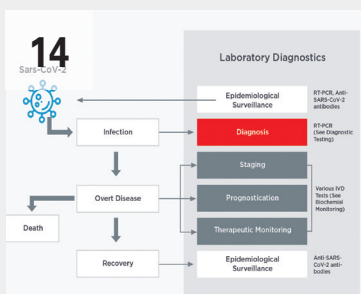 14
Sars-CoV-2
Laboratory Diagnostics
Epidemiological
Surveillance
RT-PCR, Anti-
SARS-CoV-2
antibodies
Infection
Diagnosis
RT-PCR
(See Diagnostic
Testing)
Staging
Overt Disease
Prognostication
Various IVD
Tests (See
Biochemial
Monitoring)
Death
Therapeutic Monitoring
Recovery
Epidemiological
Surveillance
Anti SARS-
CoV-2 anti-
bodies